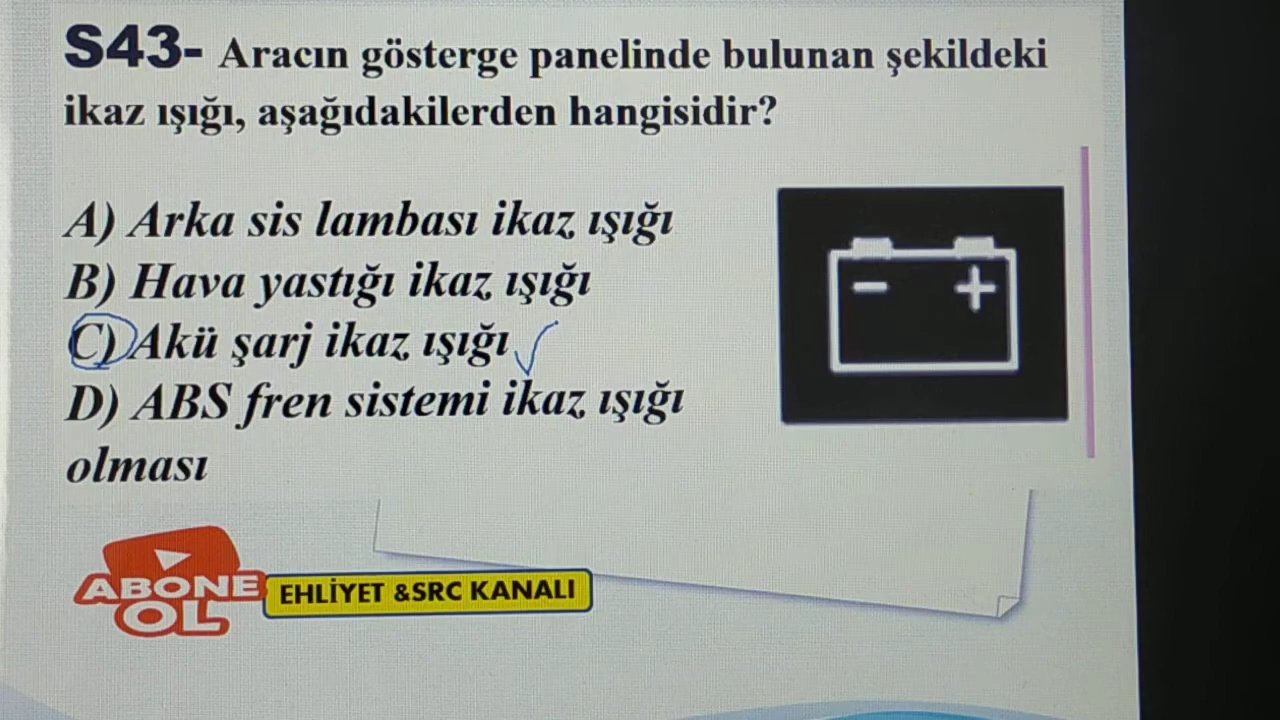 S43- Aracın gösterge panelinde bulunan şekildeki
ikaz ışığı, aşağıdakilerden hangisidir?
A) Arka sis lambası ikaz ışığı
B) Hava yastığı ikaz ışığı
C) Akü şarj ikaz ışığı
D) ABS fren sistemi ikaz ışığı
olması
- +
ABONE
OL
EHLİYET &SRC KANALI